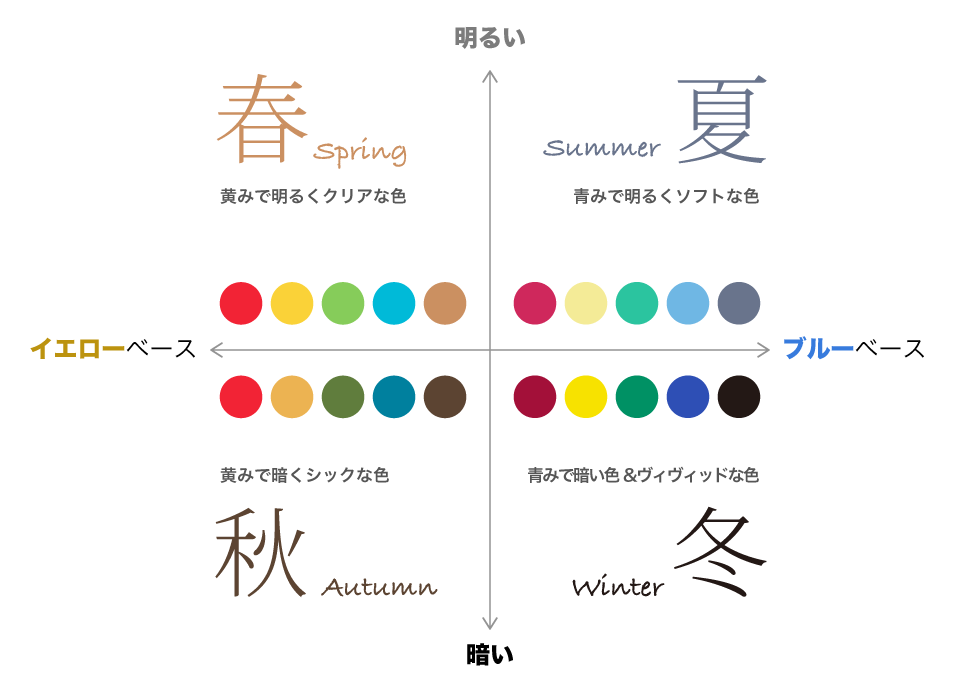 明るい
春 Spring
黄みで明るくクリアな色
Summer 夏
青みで明るくソフトな色
イエローベース
ブルーベース
黄みで暗くシックな色
秋 Autumn
青みで暗い色&ヴィヴィッドな色
Winter 冬
暗い